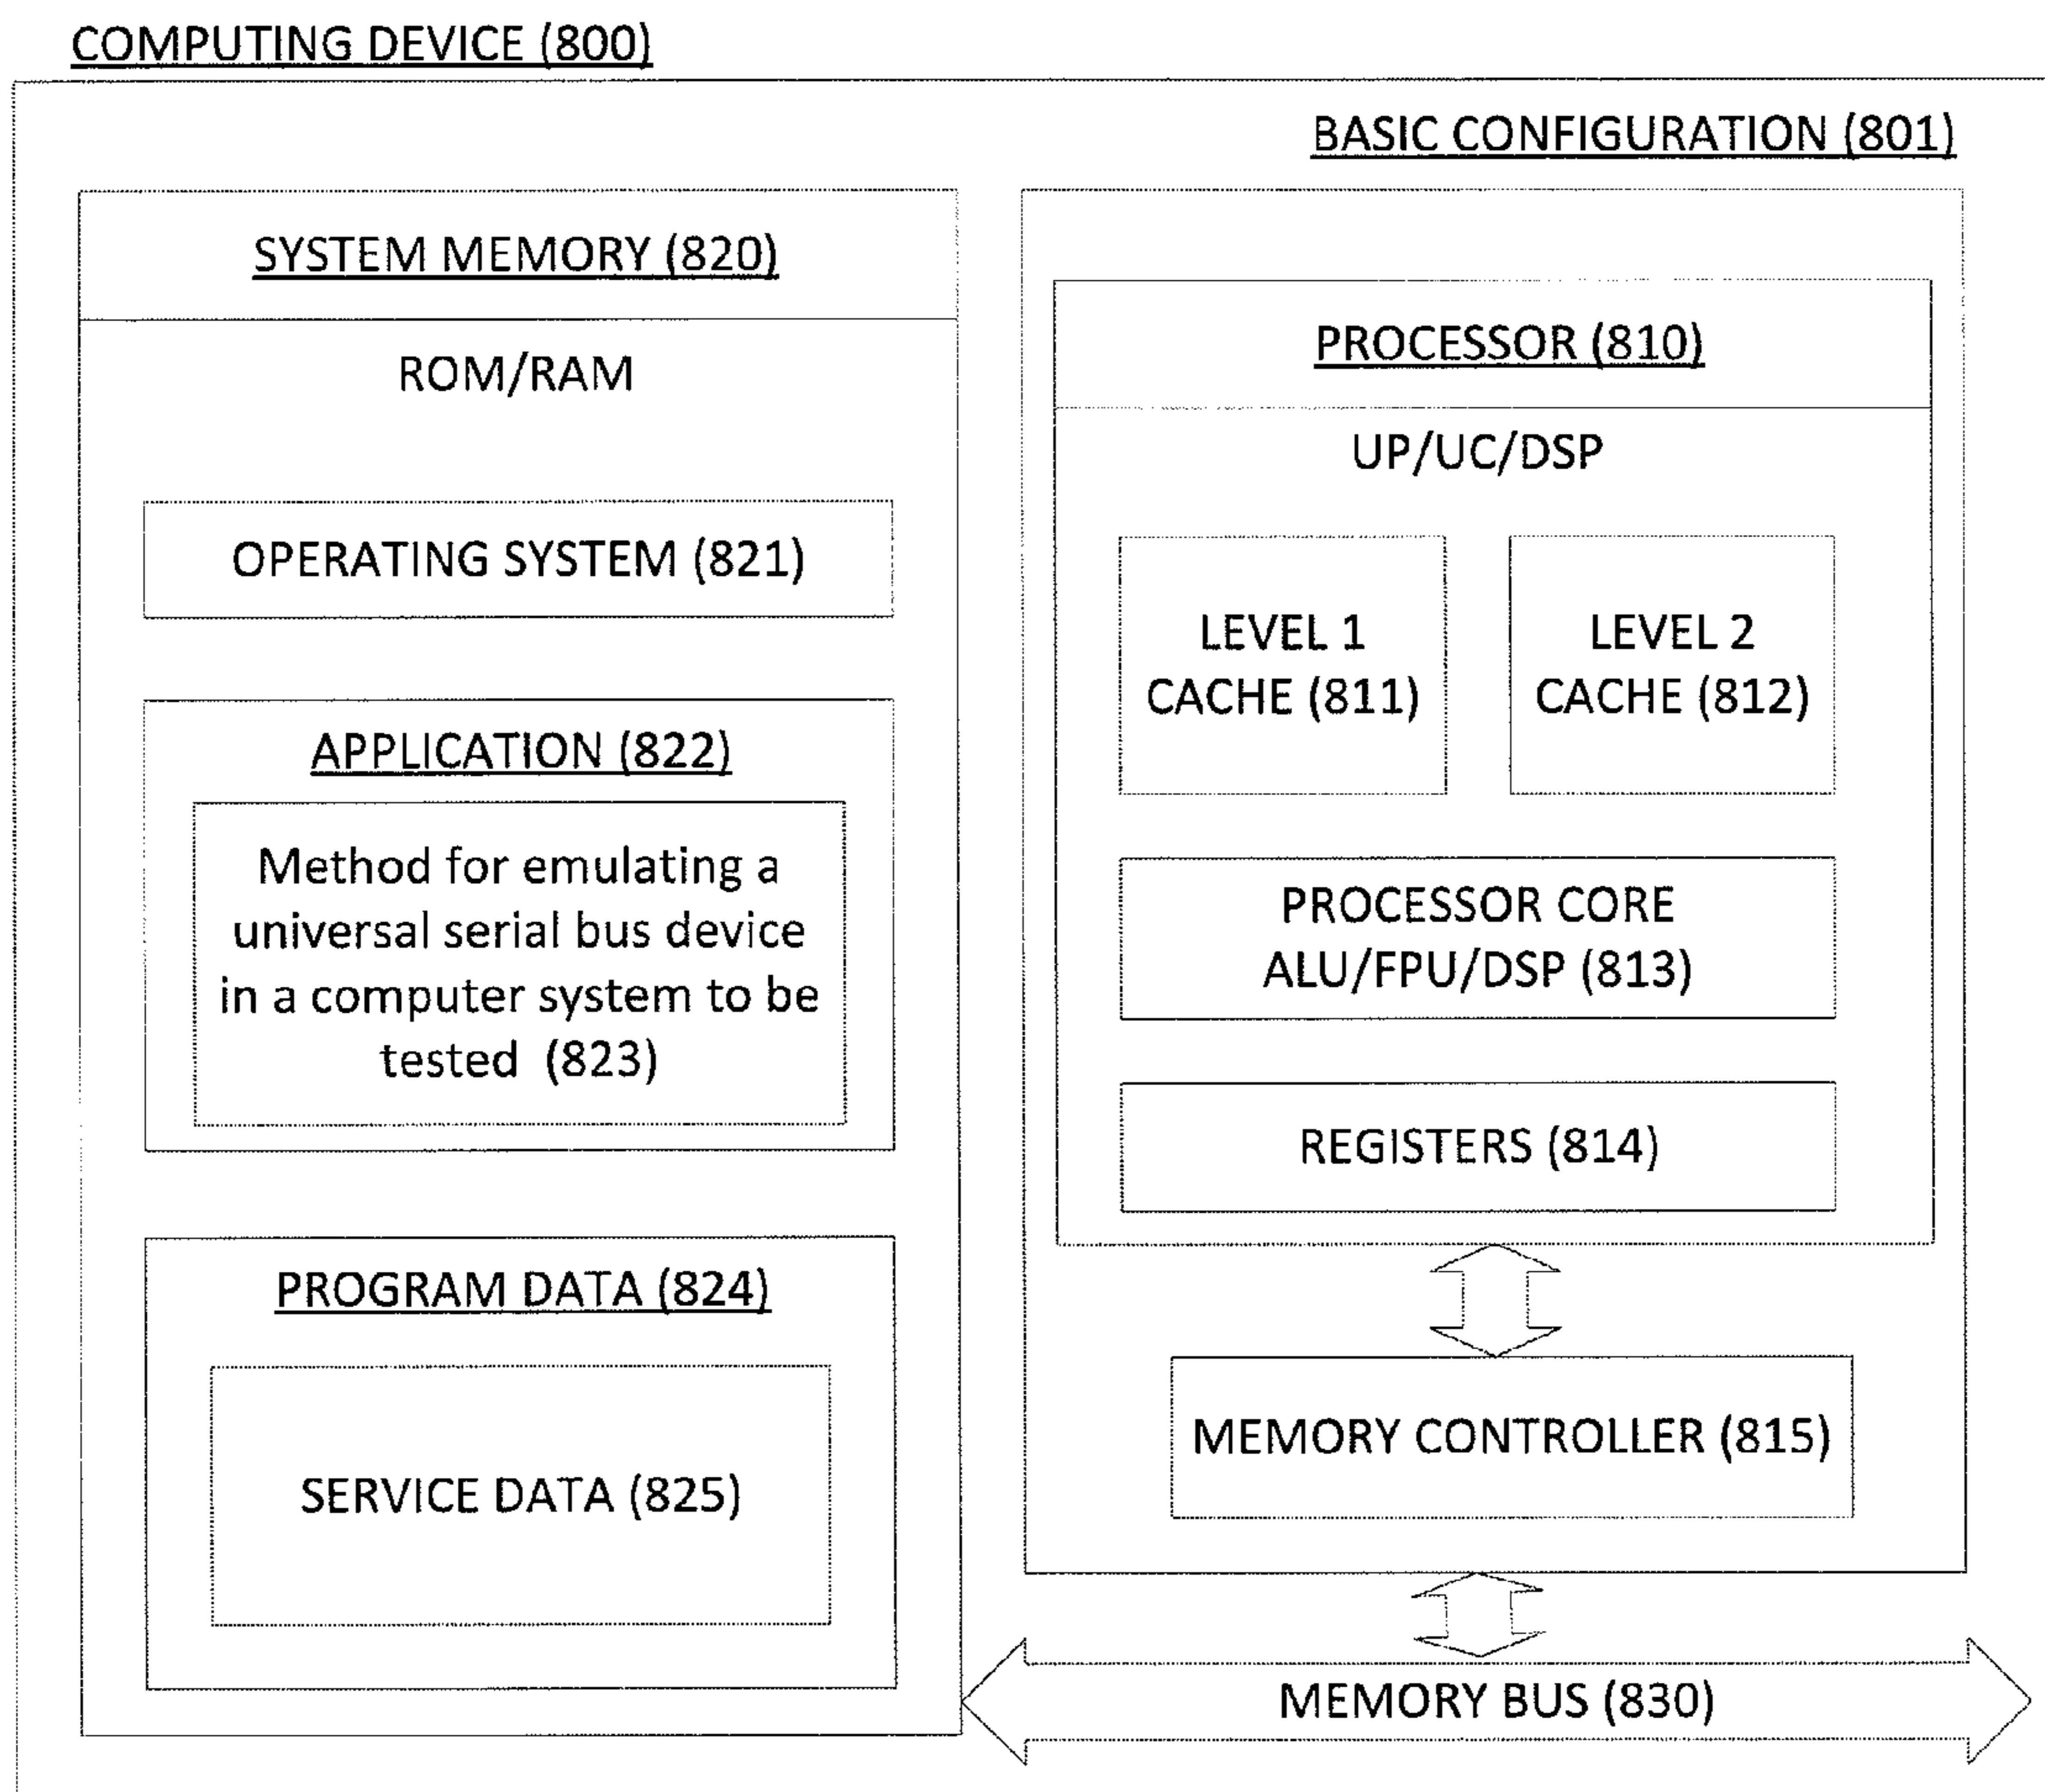 COMPUTING DEVICE (800)
BASIC CONFIGURATION (801)
SYSTEM MEMORY (820)
ROM/RAM
OPERATING SYSTEM (821)
APPLICATION (822)
Method for emulating a
universal serial bus device
in a computer system to be
tested (823)
PROGRAM DATA (824)
SERVICE DATA (825)
PROCESSOR (810)
UP/UC/DSP
LEVEL 1
CACHE (811)
LEVEL 2
CACHE (812)
PROCESSOR CORE
ALU/FPU/DSP (813)
REGISTERS (814)
MEMORY CONTROLLER (815)
MEMORY BUS (830)